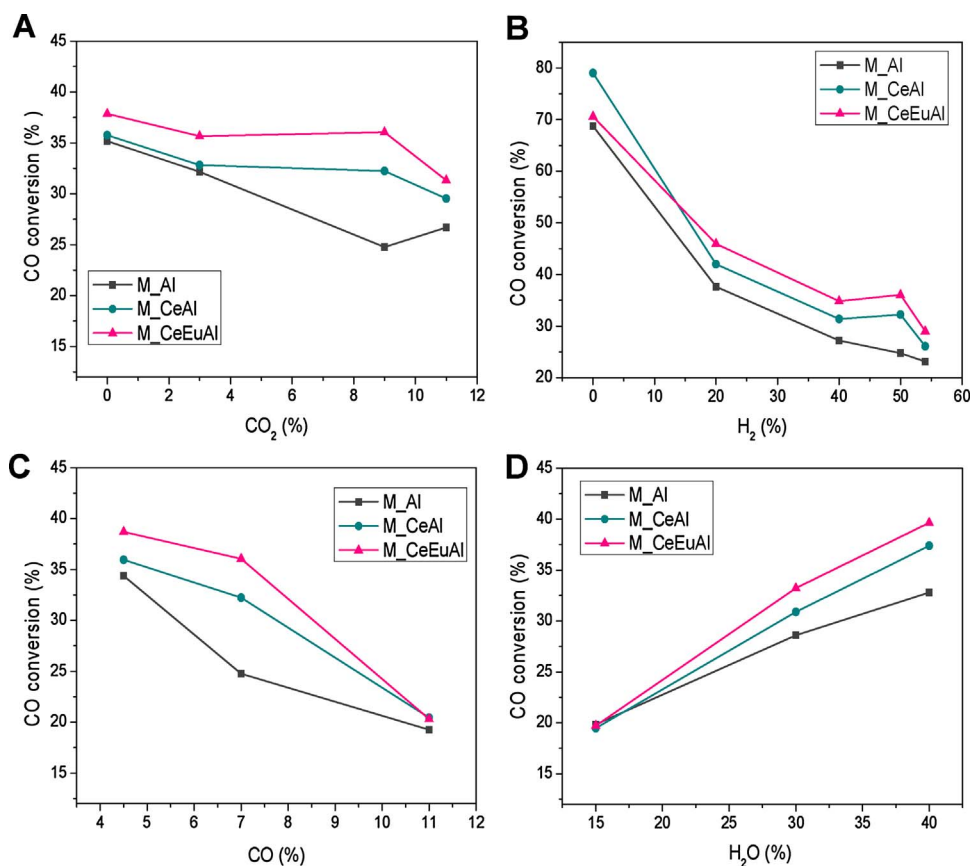 A
CO conversion (%)
45
40
35
30
25
20
15
M_Al
M_CeAl
M_CeEuAl
0 2 4 6 8 10 12
CO₂ (%)
B
CO conversion (%)
80
70
60
50
40
30
20
M_Al
M_CeAl
M_CeEuAl
0 10 20 30 40 50 60
H₂ (%)
C
CO conversion (%)
45
40
35
30
25
20
15
M_Al
M_CeAl
M_CeEuAl
4 5 6 7 8 9 10 11 12
CO (%)
D
CO conversion (%)
45
40
35
30
25
20
15
M_Al
M_CeAl
M_CeEuAl
15 20 25 30 35 40
H₂O (%)